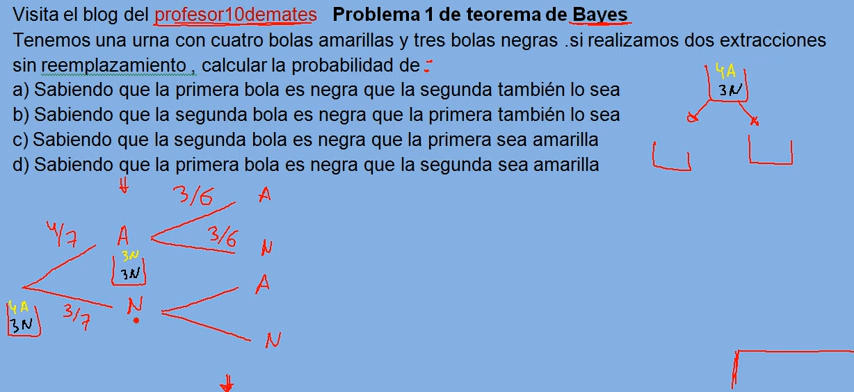 Visita el blog del profesor10demates Problema 1 de teorema de Bayes
Tenemos una urna con cuatro bolas amarillas y tres bolas negras .si realizamos dos extracciones
sin reemplazamiento , calcular la probabilidad de :
a) Sabiendo que la primera bola es negra que la segunda también lo sea
b) Sabiendo que la segunda bola es negra que la primera también lo sea
c) Sabiendo que la segunda bola es negra que la primera sea amarilla
d) Sabiendo que la primera bola es negra que la segunda sea amarilla
4A
3N
3/6 A
4/7 A 3/6 N
3N
3N
A
4A
3N
3/7 N
N